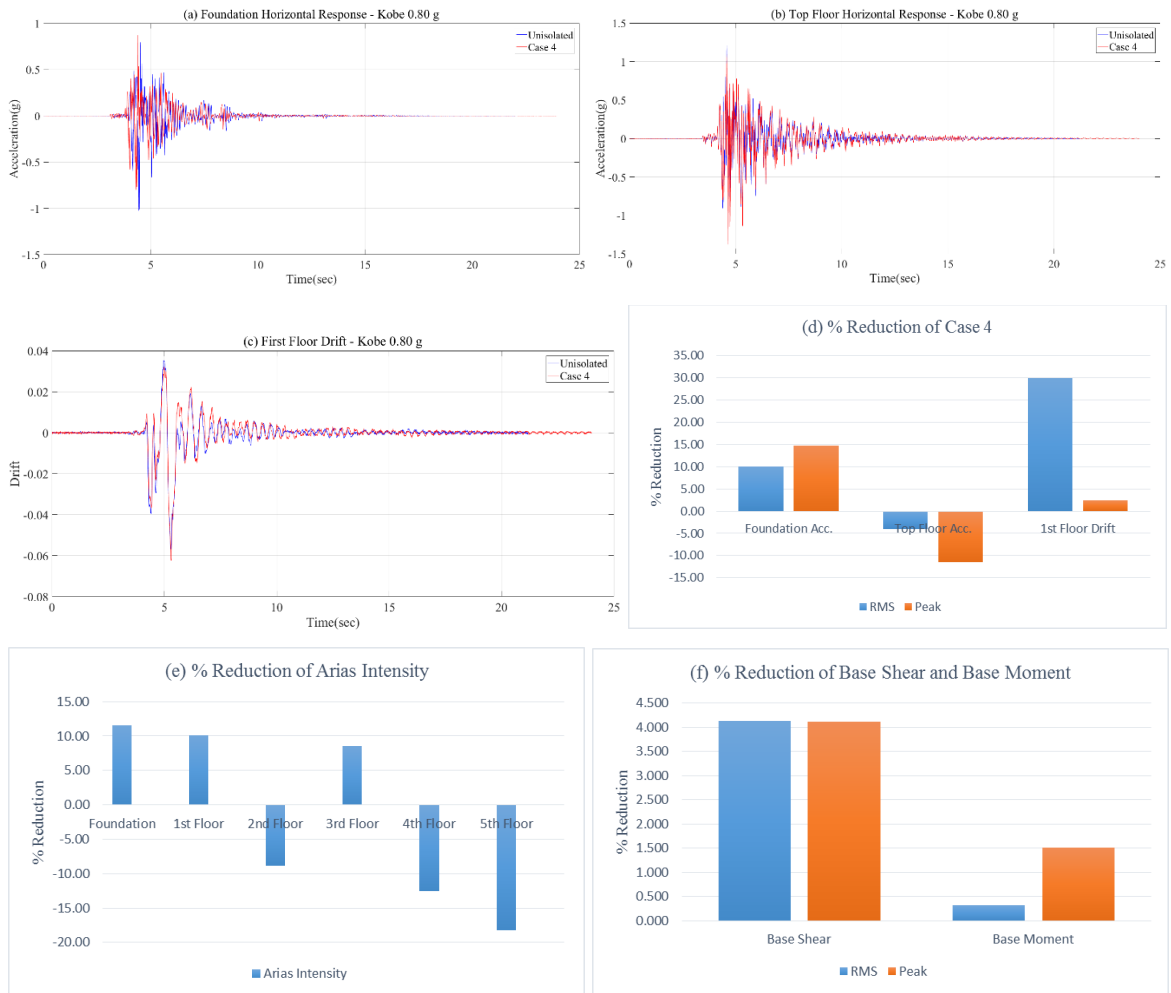 (a) Foundation Horizontal Response - Kobe 0.80 g
1
0.5
0
-0.5
-1
-1.5
Acceleration(g)
0 5 10 15 20 25
Time(sec)
Unisolated
Case 4
(b) Top Floor Horizontal Response - Kobe 0.80 g
1.5
1
0.5
0
-0.5
-1
-1.5
Acceleration(g)
0 5 10 15 20 25
Time(sec)
Unisolated
Case 4
(c) First Floor Drift - Kobe 0.80 g
0.04
0.02
0
-0.02
-0.04
-0.06
-0.08
Drift
0 5 10 15 20 25
Time(sec)
Unisolated
Case 4
(d) % Reduction of Case 4
35.00
30.00
25.00
20.00
15.00
10.00
5.00
0.00
-5.00
-10.00
-15.00
% Reduction
Foundation Acc. Top Floor Acc. 1st Floor Drift
RMS Peak
(e) % Reduction of Arias Intensity
15.00
10.00
5.00
0.00
-5.00
-10.00
-15.00
-20.00
% Reduction
Foundation 1st Floor 2nd Floor 3rd Floor 4th Floor 5th Floor
Arias Intensity
(f) % Reduction of Base Shear and Base Moment
4.500
4.000
3.500
3.000
2.500
2.000
1.500
1.000
0.500
0.000
% Reduction
Base Shear Base Moment
RMS Peak